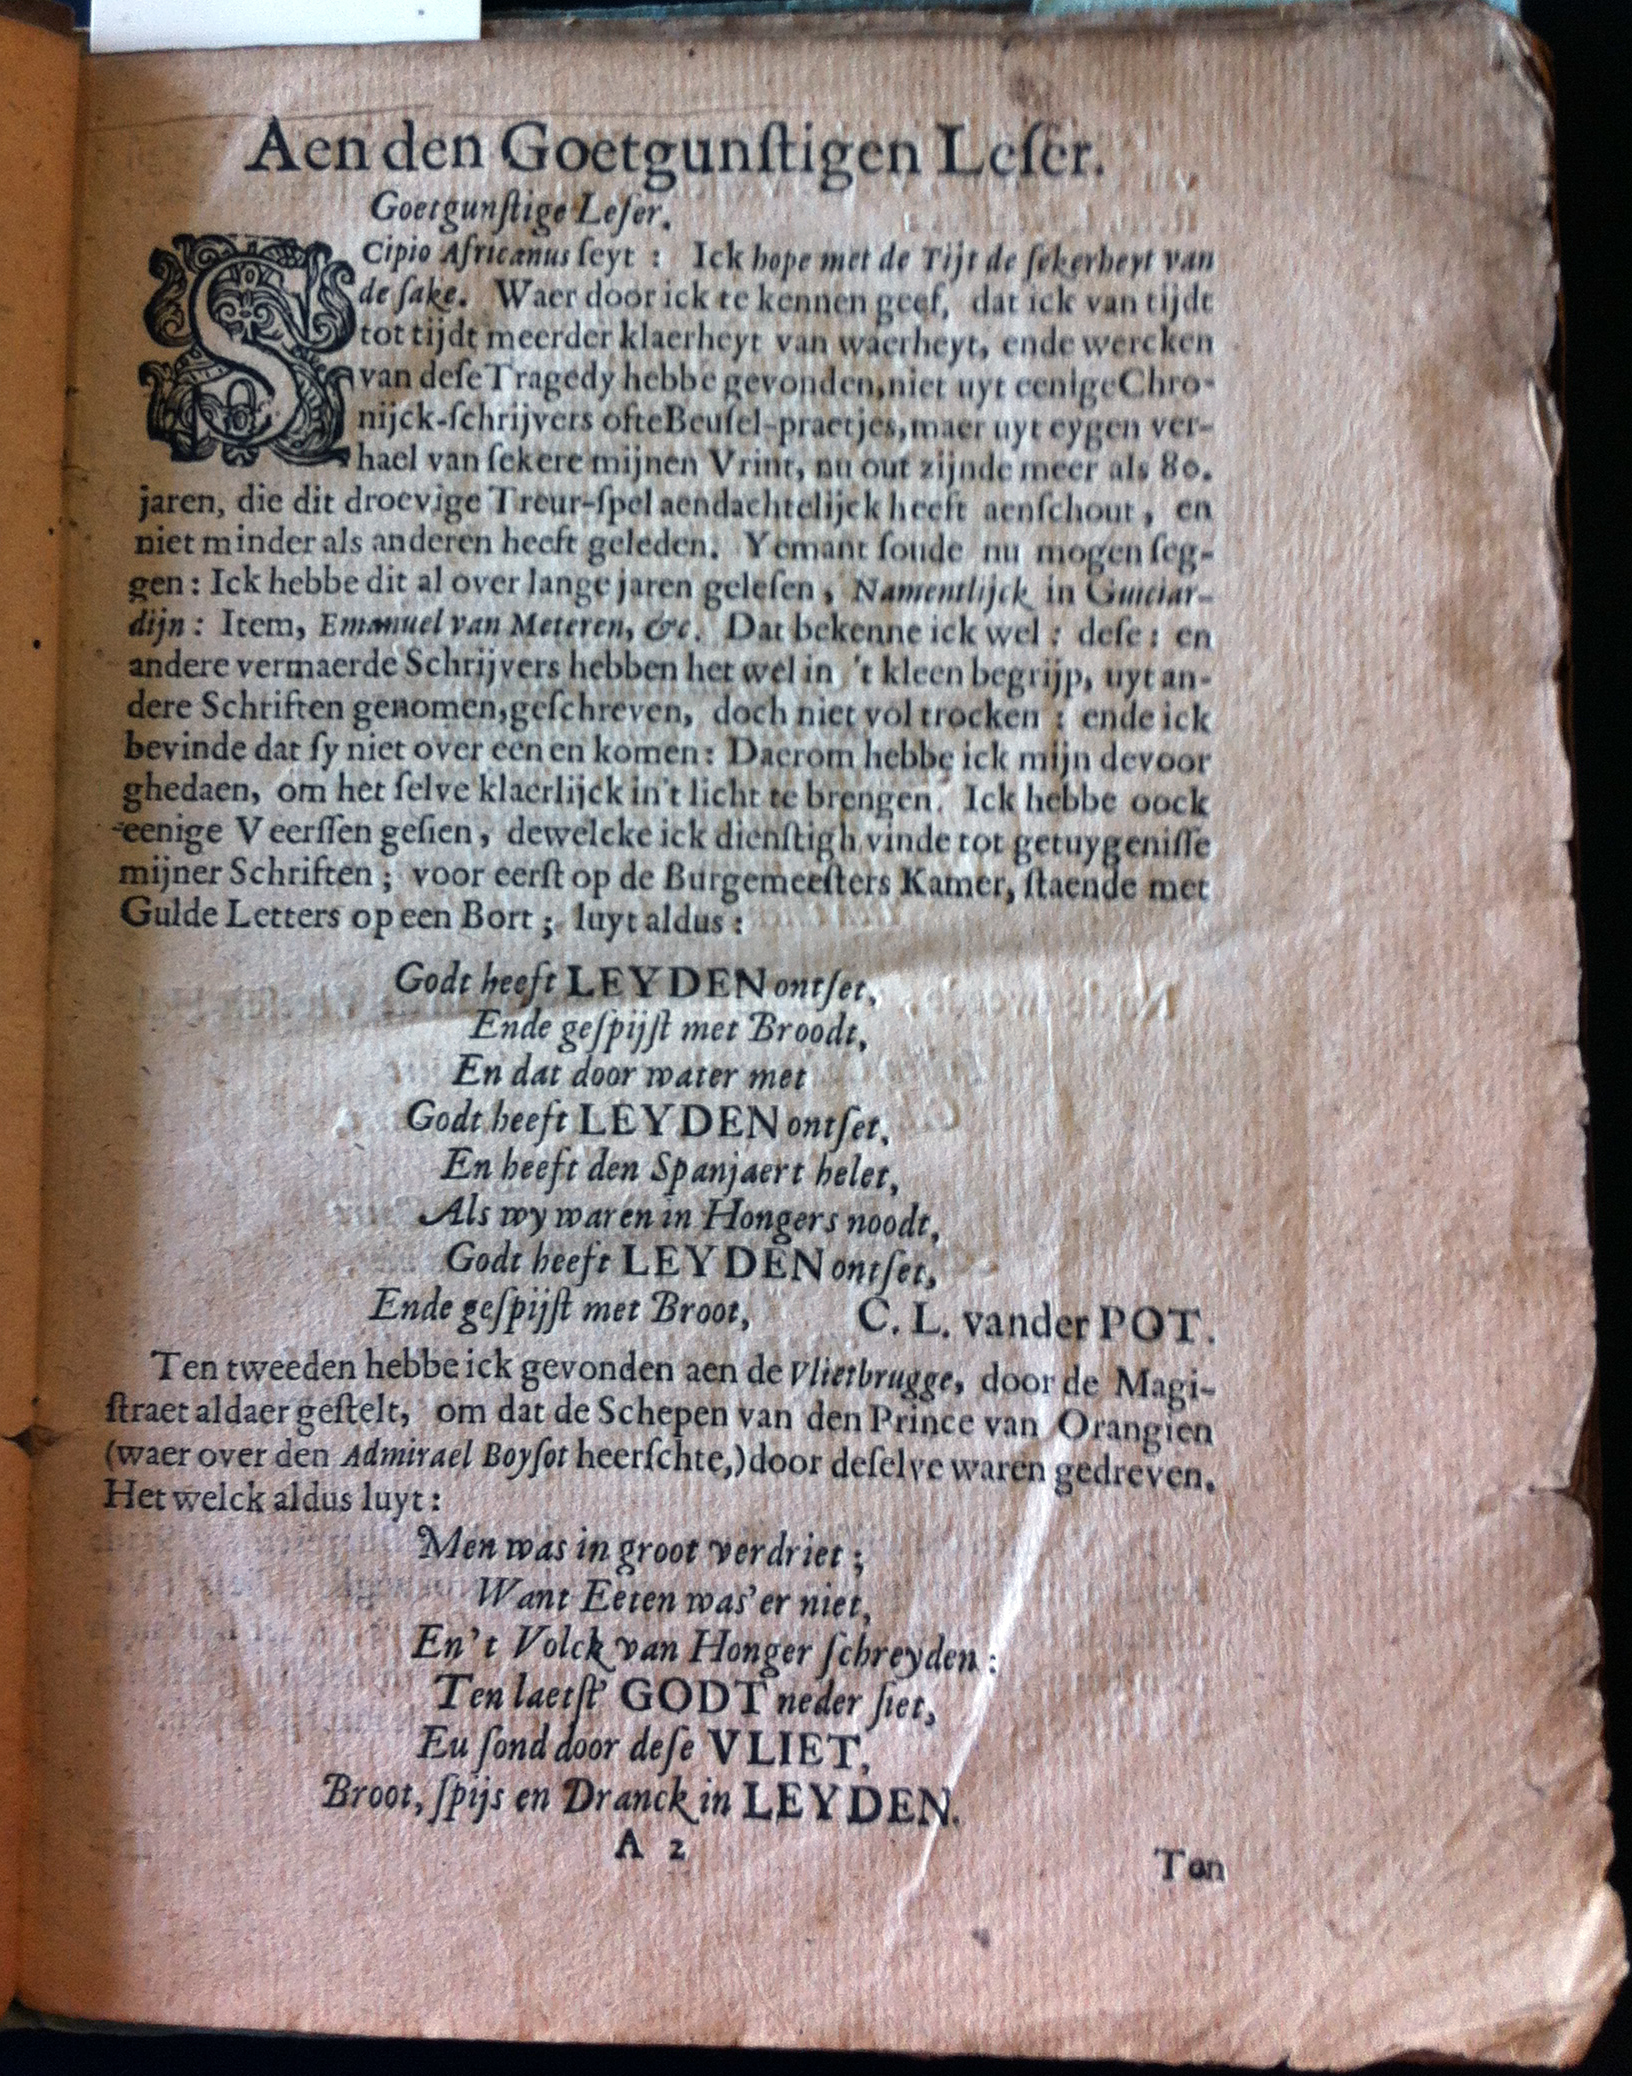 Aen den Goetgunſtigen Leſer.
Goetgunſtige Leſer.
SCipio Africanus ſeyt : Ick hope met de Tijt de ſekerheyt van
de ſake. Waer door ick te kennen geef, dat ick van tijdt
tot tijdt meerder klaerheyt van waerheyt, ende wercken
van deſe Tragedy hebbe gevonden, niet uyt eenige Chro-
nijck-ſchrijvers ofte Beuſel-praetjes, maer uyt eygen ver-
hael van ſekere mijnen Vrint, nu out zijnde meer als 80.
jaren, die dit droevige Treur-ſpel aendachtelijck heeft aenſchout, en
niet minder als anderen heeft geleden. Yemant ſoude nu mogen ſeg-
gen: Ick hebbe dit al over lange jaren geleſen, Namentlijck in Guiciar-
dijn: Item, Emanuel van Meteren, &c. Dat bekenne ick wel: deſe: en
andere vermaerde Schrijvers hebben het wel in 't kleen begrijp, uyt an-
dere Schriften genomen, geſchreven, doch niet vol trocken : ende ick
bevinde dat ſy niet over een en komen: Daerom hebbe ick mijn devoor
ghedaen, om het ſelve klaerlijck in't licht te brengen. Ick hebbe oock
eenige Veerſſen geſien, dewelcke ick dienſtigh vinde tot getuygeniſſe
mijner Schriften; voor eerſt op de Burgemeeſters Kamer, ſtaende met
Gulde Letters op een Bort; luyt aldus:
Godt heeft LEYDEN ontſet,
Ende geſpijſt met Broodt,
En dat door water met
Godt heeft LEYDEN ontſet,
En heeft den Spanjaert belet,
Als wy waren in Hongers noodt,
Godt heeft LEYDEN ontſet,
Ende geſpijſt met Broot, C. L. vander POT.
Ten tweeden hebbe ick gevonden aen de Vlietbrugge, door de Magi-
ſtraet aldaer geſtelt, om dat de Schepen van den Prince van Orangien
(waer over den Admirael Boyſot heerſchte,) door deſelve waren gedreven.
Het welck aldus luyt:
Men was in groot verdriet;
Want Eeten was'er niet,
En't Volck van Honger ſchreyden:
Ten laetſt' GODT neder ſiet,
Eu ſond door deſe VLIET,
Broot, ſpijs en Dranck in LEYDEN.
A 2
Ton